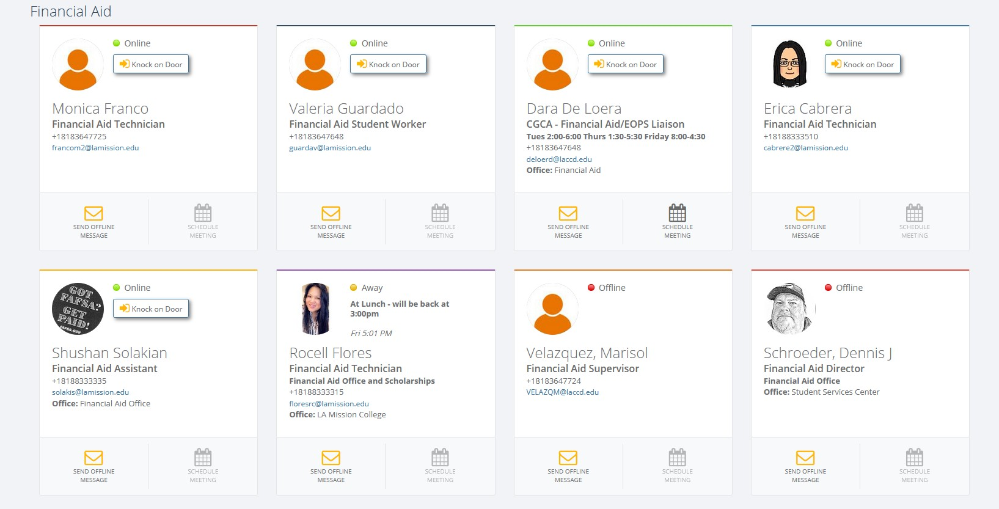 Financial Aid
Online
Knock on Door
Monica Franco
Financial Aid Technician
+18183647725
francom2@lamission.edu
SEND OFFLINE
MESSAGE
SCHEDULE
MEETING
Online
Knock on Door
Valeria Guardado
Financial Aid Student Worker
+18183647648
guardav@lamission.edu
SEND OFFLINE
MESSAGE
SCHEDULE
MEETING
Online
Knock on Door
Dara De Loera
CGCA - Financial Aid/EOPS Liaison
Tues 2:00-6:00 Thurs 1:30-5:30 Friday 8:00-4:30
+18183647648
deloerd@laccd.edu
Office: Financial Aid
SEND OFFLINE
MESSAGE
SCHEDULE
MEETING
Online
Knock on Door
Erica Cabrera
Financial Aid Technician
+18188333510
cabrere2@lamission.edu
SEND OFFLINE
MESSAGE
SCHEDULE
MEETING
GOT
FAFSA?
GET
PAID!
FAFSA.GOV
Online
Knock on Door
Shushan Solakian
Financial Aid Assistant
+18188333335
solakis@lamission.edu
Office: Financial Aid Office
SEND OFFLINE
MESSAGE
SCHEDULE
MEETING
Away
At Lunch - will be back at
3:00pm
Fri 5:01 PM
Rocell Flores
Financial Aid Technician
Financial Aid Office and Scholarships
+18188333315
floresrc@lamission.edu
Office: LA Mission College
SEND OFFLINE
MESSAGE
SCHEDULE
MEETING
Offline
Velazquez, Marisol
Financial Aid Supervisor
+18183647724
VELAZQM@laccd.edu
SEND OFFLINE
MESSAGE
SCHEDULE
MEETING
Offline
Schroeder, Dennis J
Financial Aid Director
Financial Aid Office
Office: Student Services Center
SEND OFFLINE
MESSAGE
SCHEDULE
MEETING